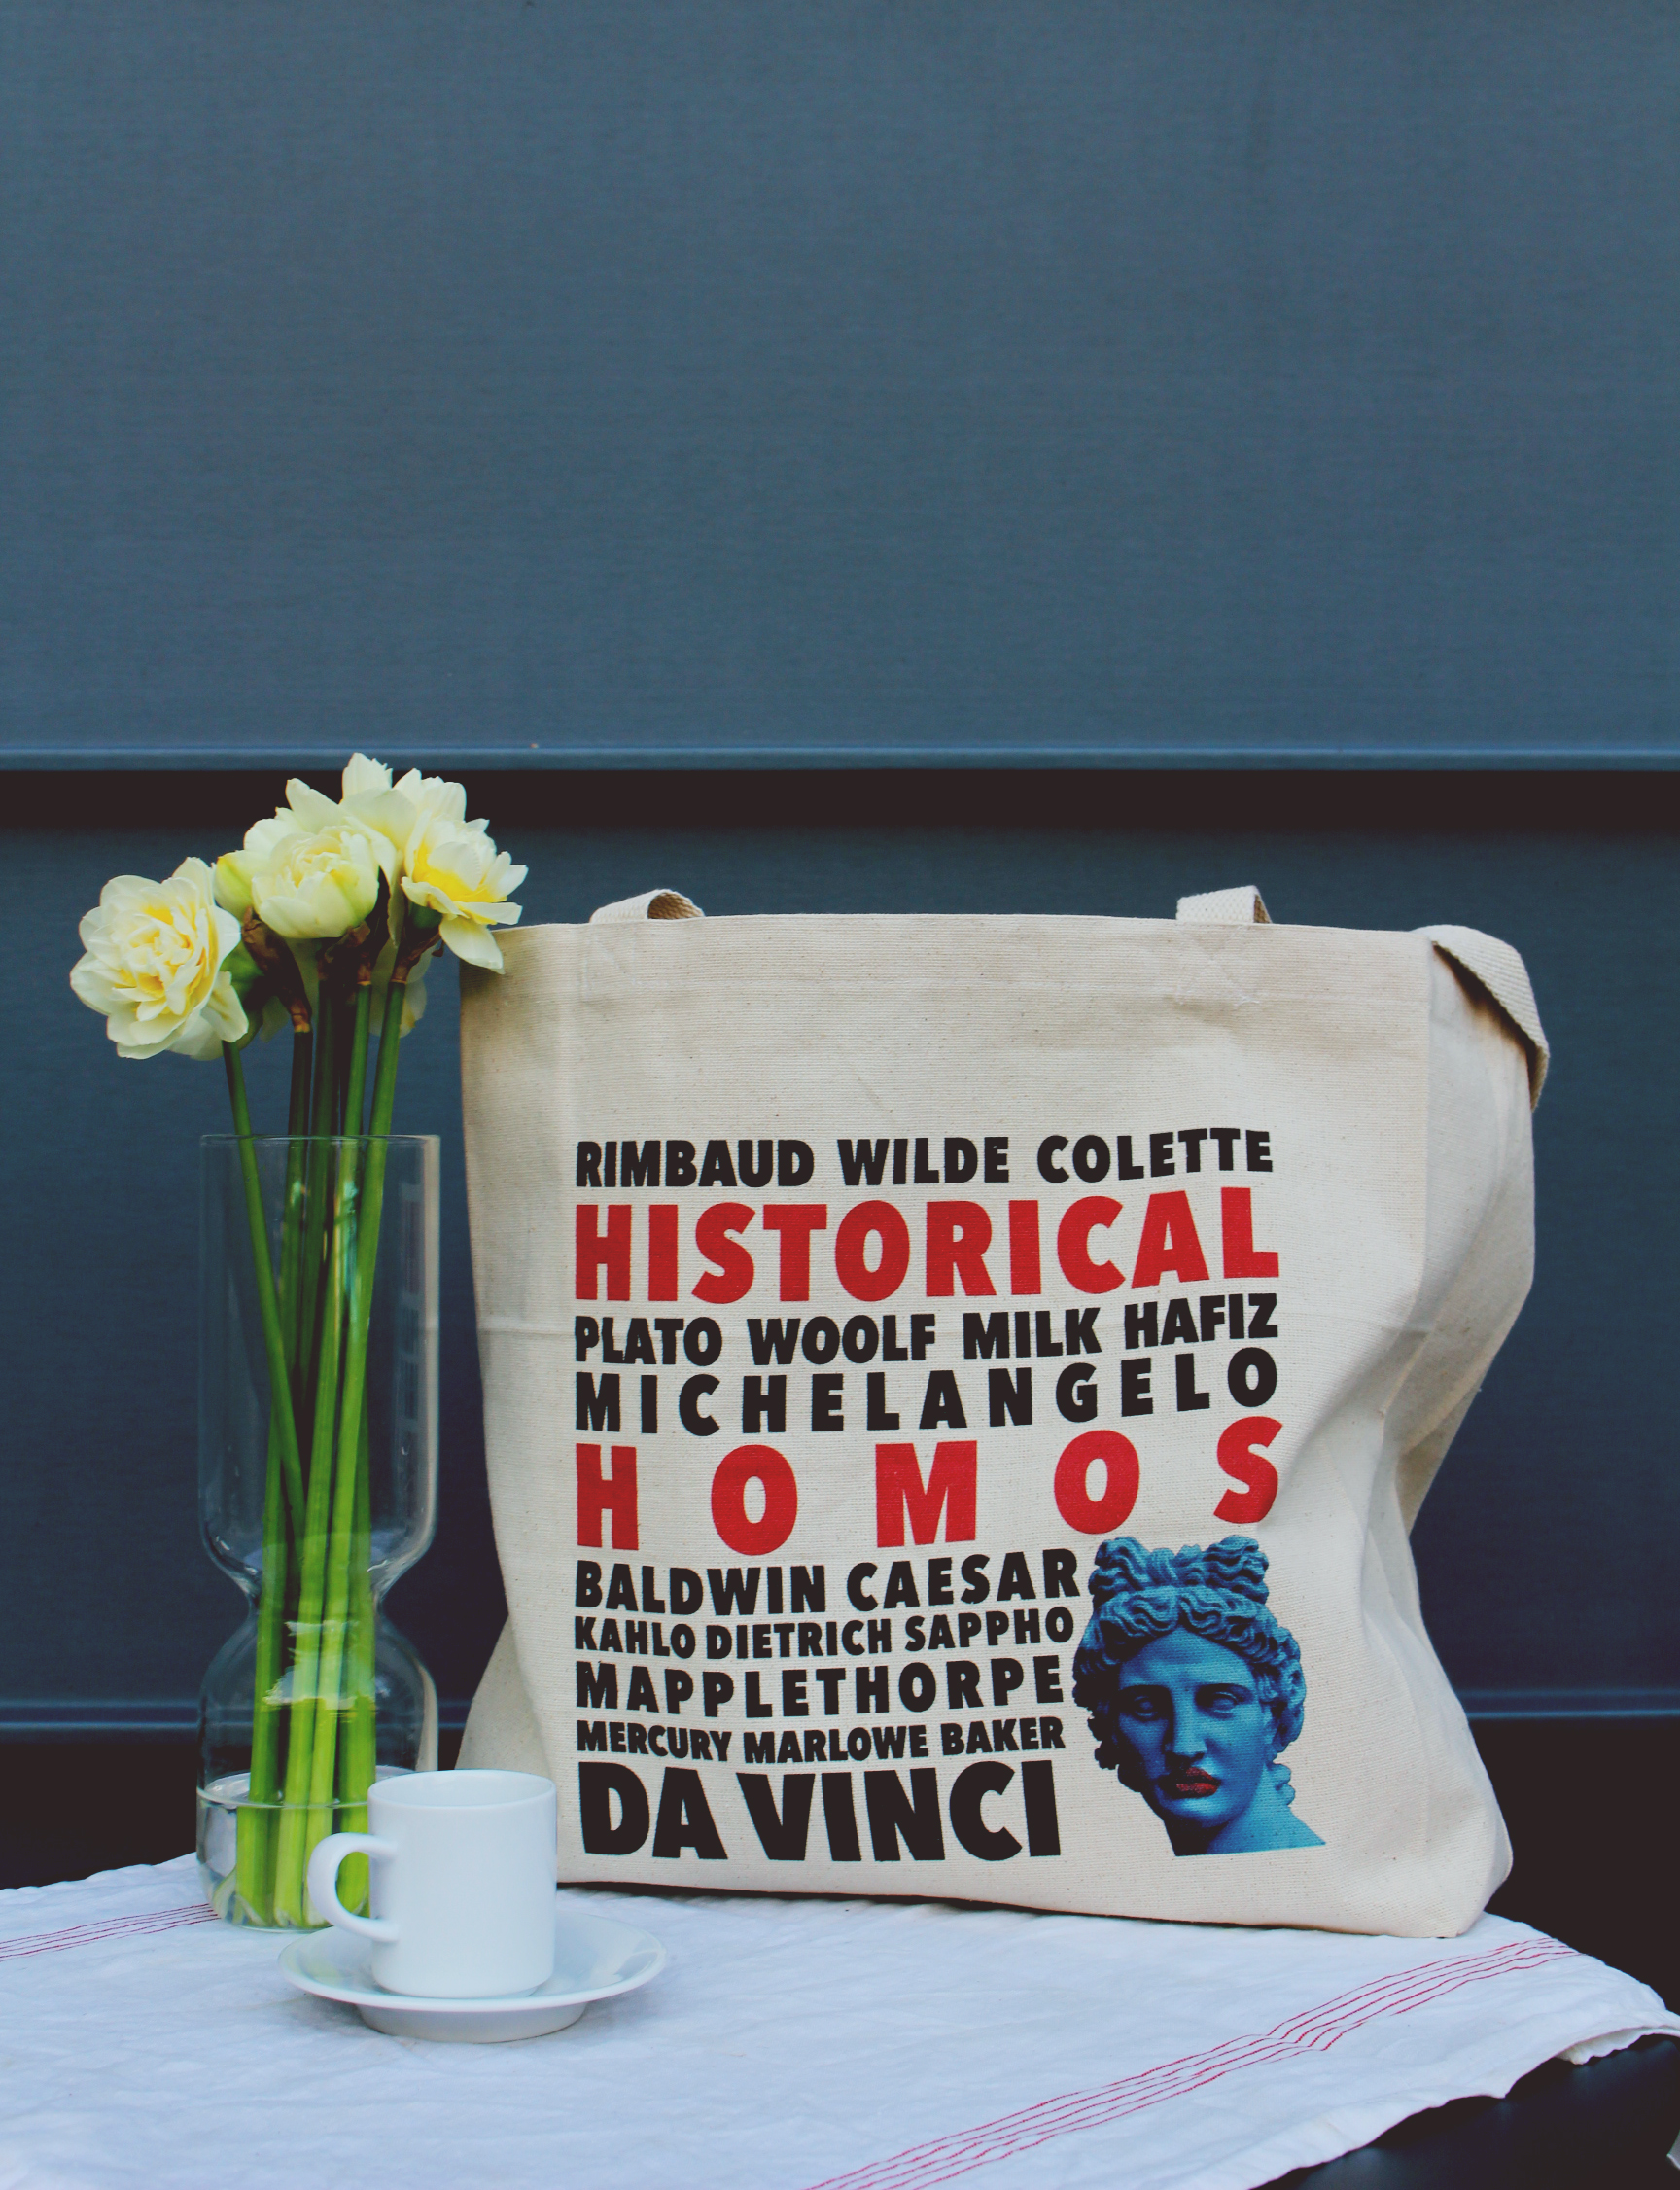 RIMBAUD WILDE COLETTE
HISTORICAL
PLATO WOOLF MILK HAFIZ
MICHELANGELO
HOMOS
BALDWIN CAESAR
KAHLO DIETRICH SAPPHO
MAPPLETHORPE
MERCURY MARLOWE BAKER
DA VINCI